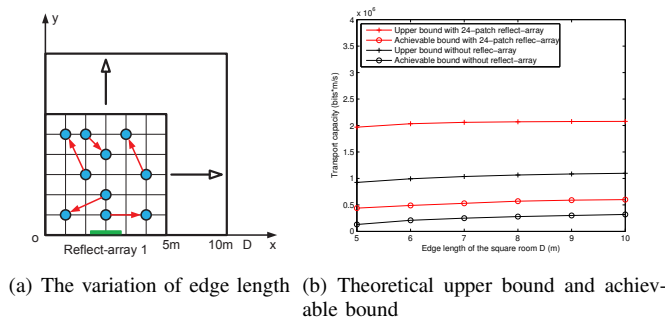 y
o
Reflect-array 1
5m
10m
D
x
x 10^6
4
3.5
3
2.5
2
1.5
1
0.5
0
5
6
7
8
9
10
Transport capacity (bits*m/s)
Edge length of the square room D (m)
Upper bound with 24-patch reflect-array
Achievable bound with 24-patch reflec-array
Upper bound without reflec-array
Achievable bound without reflect-array
(a) The variation of edge length
(b) Theoretical upper bound and achiev-
able bound